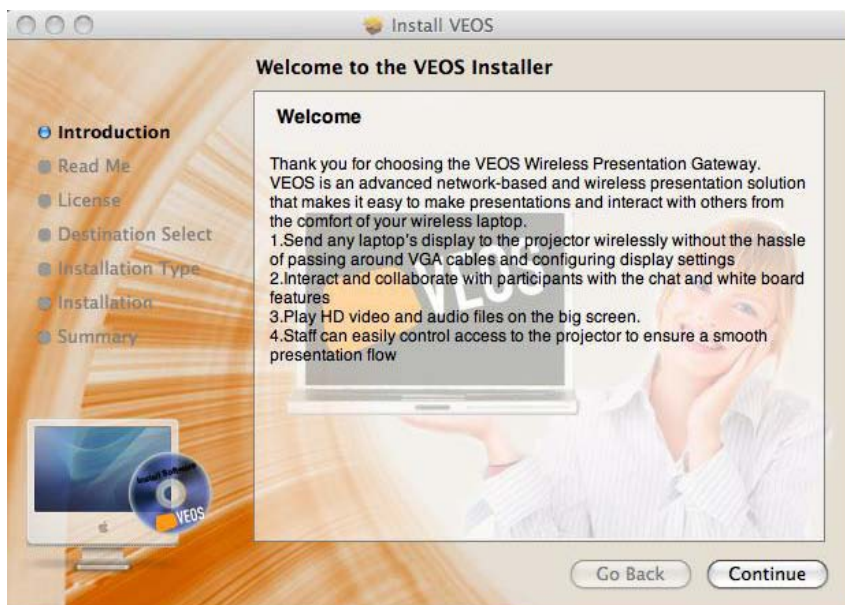 Install VEOS
Welcome to the VEOS Installer
Introduction
Read Me
License
Destination Select
Installation Type
Installation
Summary
Welcome
Thank you for choosing the VEOS Wireless Presentation Gateway.
VEOS is an advanced network-based and wireless presentation solution
that makes it easy to make presentations and interact with others from
the comfort of your wireless laptop.
1.Send any laptop's display to the projector wirelessly without the hassle
of passing around VGA cables and configuring display settings
2.Interact and collaborate with participants with the chat and white board
features
3.Play HD video and audio files on the big screen.
4.Staff can easily control access to the projector to ensure a smooth
presentation flow
VEOS
Install Software
VEOS
Go Back
Continue